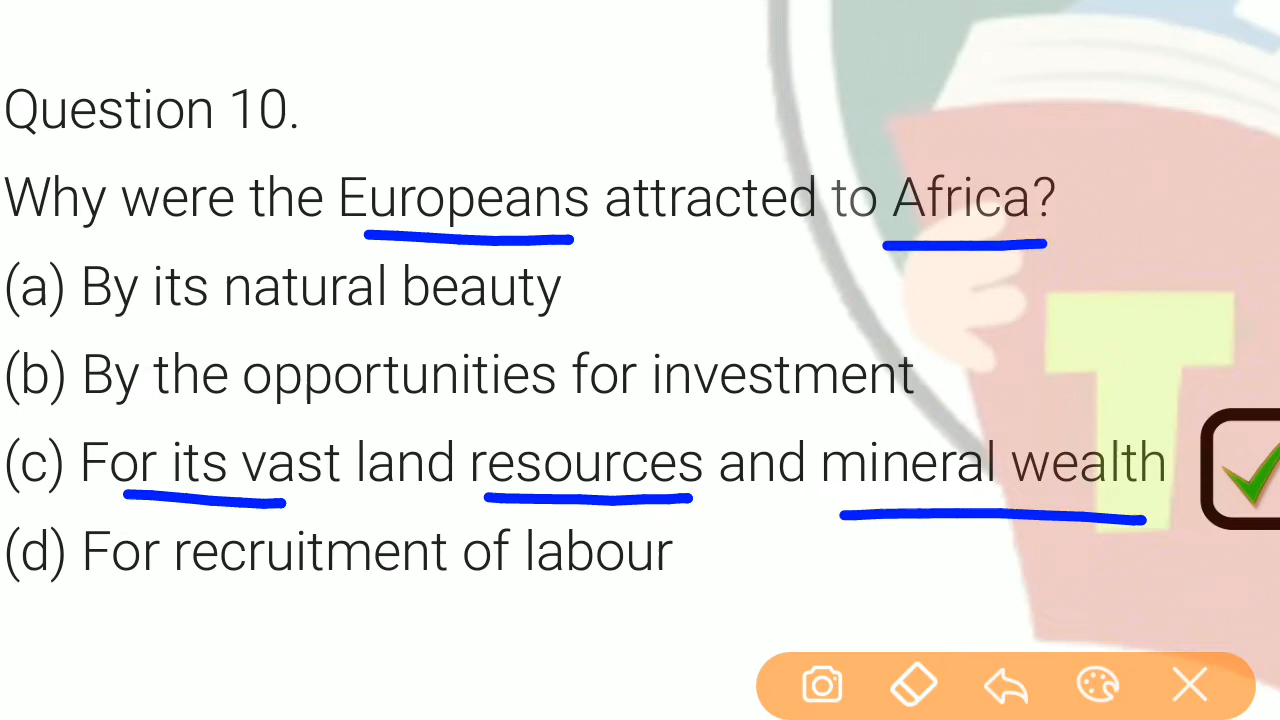 Question 10.
Why were the Europeans attracted to Africa?
(a) By its natural beauty
(b) By the opportunities for investment
(c) For its vast land resources and mineral wealth
(d) For recruitment of labour
T